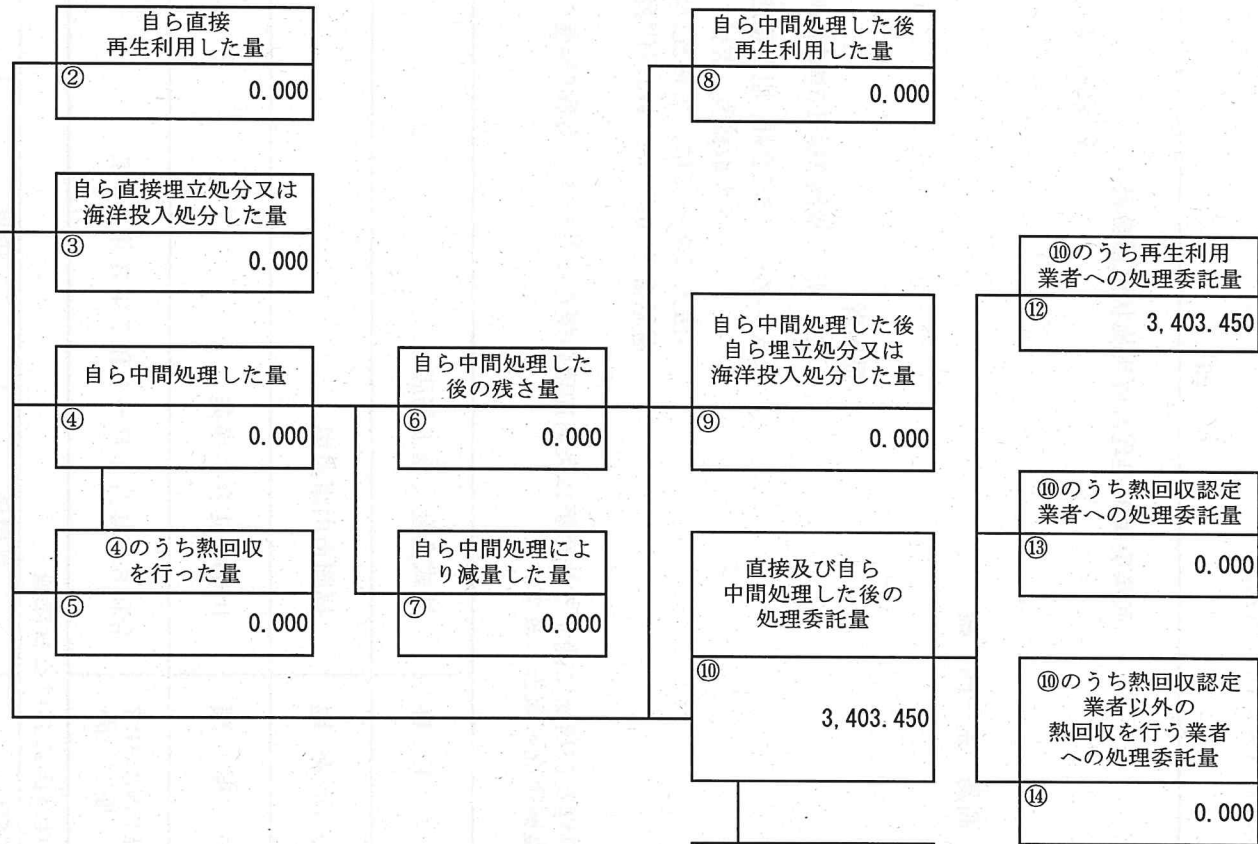 自ら直接
再生利用した量
② 0.000
自ら直接埋立処分又は
海洋投入処分した量
③ 0.000
自ら中間処理した量
④ 0.000
④のうち熱回収
を行った量
⑤ 0.000
自ら中間処理した
後の残さ量
⑥ 0.000
自ら中間処理によ
り減量した量
⑦ 0.000
自ら中間処理した後
再生利用した量
⑧ 0.000
自ら中間処理した後
自ら埋立処分又は
海洋投入処分した量
⑨ 0.000
直接及び自ら
中間処理した後の
処理委託量
⑩ 3,403.450
⑩のうち再生利用
業者への処理委託量
⑫ 3,403.450
⑩のうち熱回収認定
業者への処理委託量
⑬ 0.000
⑩のうち熱回収認定
業者以外の
熱回収を行う業者
への処理委託量
⑭ 0.000